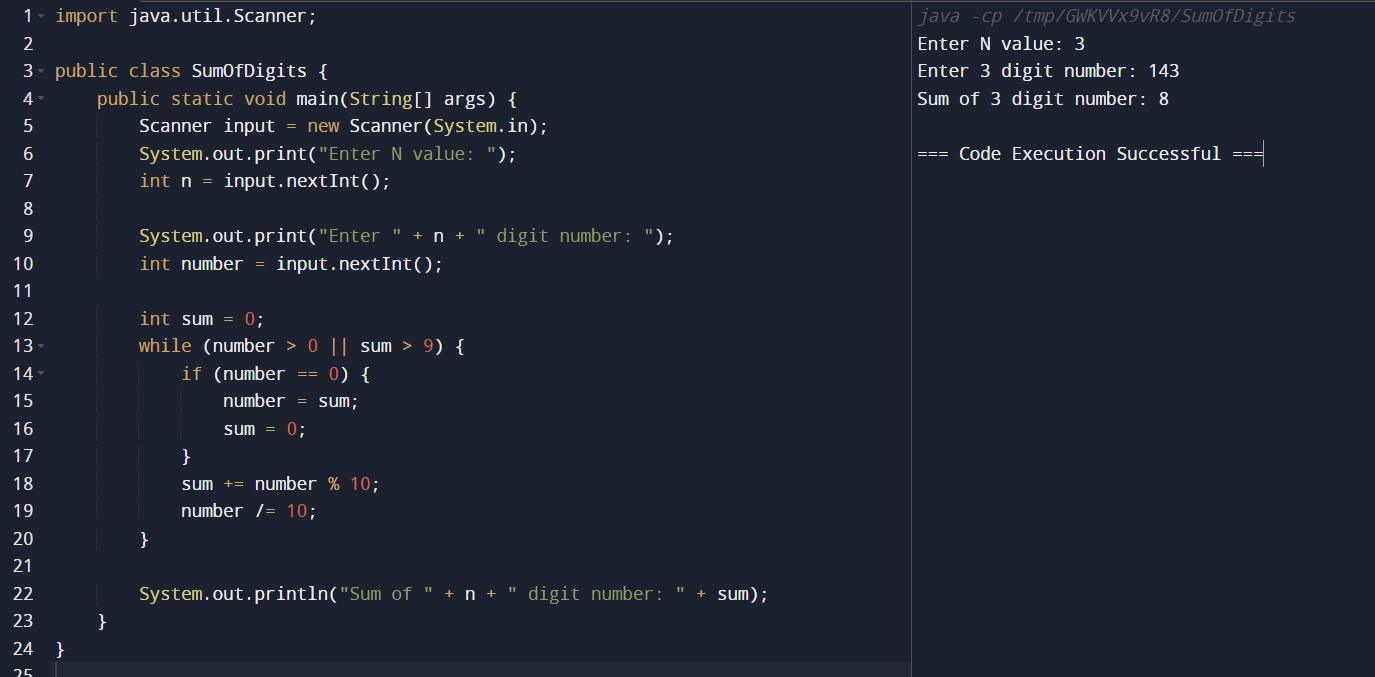 1 import java.util.Scanner;
2
3 public class SumOfDigits {
4     public static void main(String[] args) {
5         Scanner input = new Scanner(System.in);
6         System.out.print("Enter N value: ");
7         int n = input.nextInt();
8
9         System.out.print("Enter " + n + " digit number: ");
10         int number = input.nextInt();
11
12         int sum = 0;
13         while (number > 0 || sum > 9) {
14             if (number == 0) {
15                 number = sum;
16                 sum = 0;
17             }
18             sum += number % 10;
19             number /= 10;
20         }
21
22         System.out.println("Sum of " + n + " digit number: " + sum);
23     }
24 }
25
java -cp /tmp/GWKVVx9vR8/SumOfDigits
Enter N value: 3
Enter 3 digit number: 143
Sum of 3 digit number: 8
=== Code Execution Successful ===